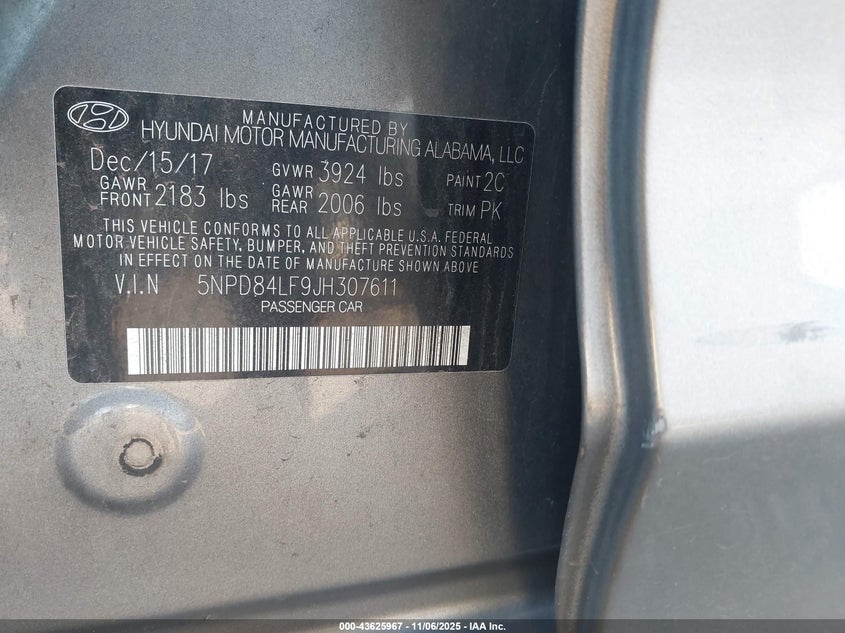 MANUFACTURED BY
HYUNDAI MOTOR MANUFACTURING ALABAMA, LLC
Dec/15/17 GVWR 3924 lbs PAINT 2C
GAWR FRONT 2183 lbs GAWR REAR 2006 lbs TRIM PK
THIS VEHICLE CONFORMS TO ALL APPLICABLE U.S.A. FEDERAL
MOTOR VEHICLE SAFETY, BUMPER, AND THEFT PREVENTION STANDARDS
IN EFFECT ON THE DATE OF MANUFACTURE SHOWN ABOVE
V.I.N 5NPD84LF9JH307611
PASSENGER CAR
000-43625967 - 11/06/2025 - IAA Inc.